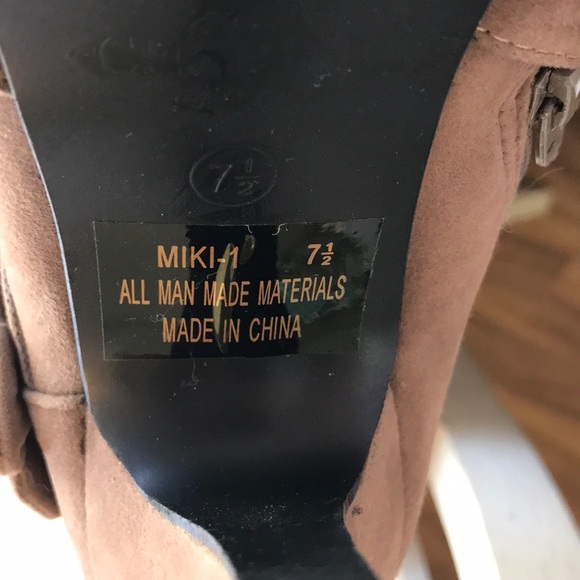 7½
MIKI-1 7½
ALL MAN MADE MATERIALS
MADE IN CHINA